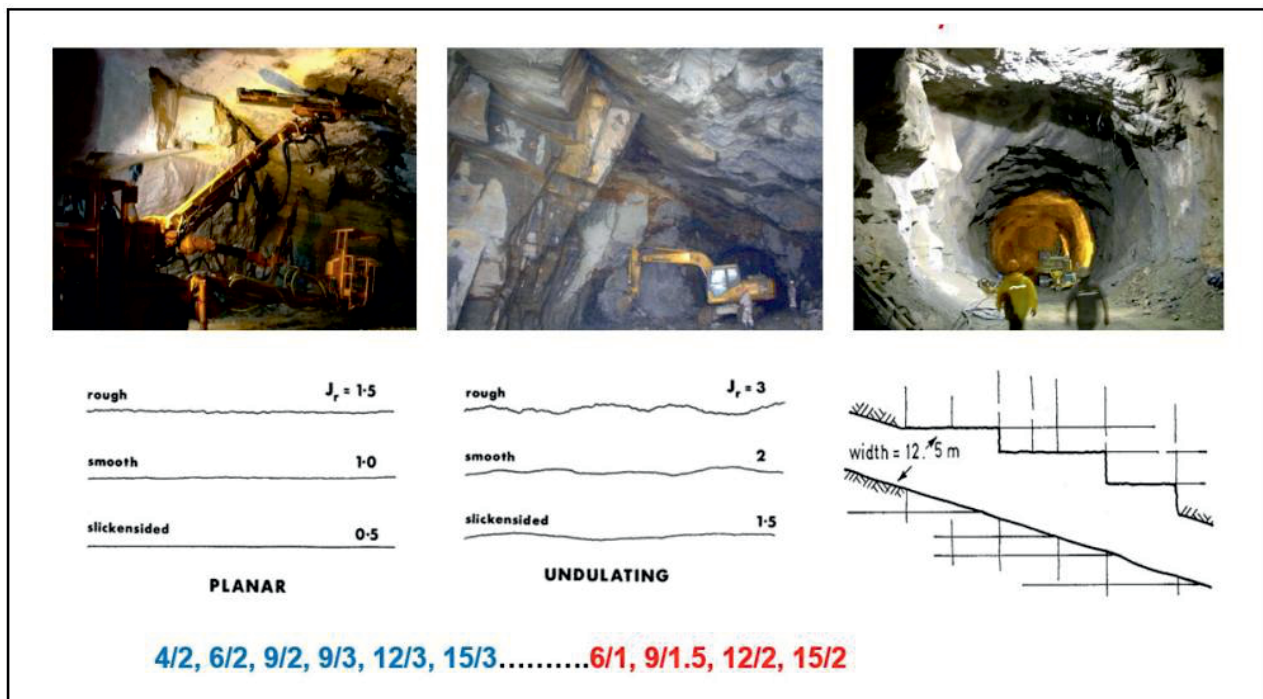 rough Jr = 1·5
smooth 1·0
slickensided 0·5
PLANAR
rough Jr = 3
smooth 2
slickensided 1·5
UNDULATING
width = 12.5 m
4/2, 6/2, 9/2, 9/3, 12/3, 15/3..........6/1, 9/1.5, 12/2, 15/2